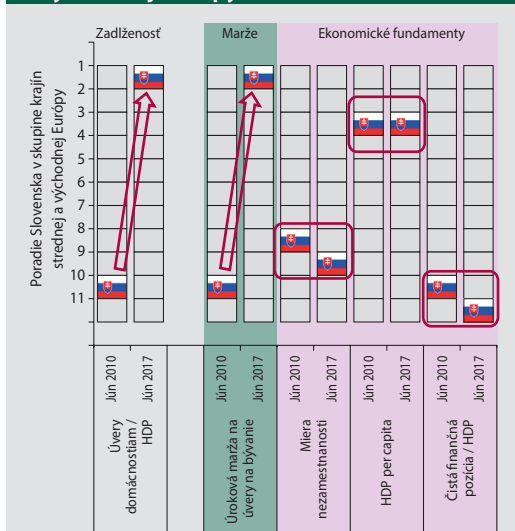 Zadlženosť
Marže
Ekonomické fundamenty
Poradie Slovenska v skupine krajín
strednej a východnej Európy
1
2
3
4
5
6
7
8
9
10
11
Jún 2010
Jún 2017
Jún 2010
Jún 2017
Jún 2010
Jún 2017
Jún 2010
Jún 2017
Jún 2010
Jún 2017
Úvery
domácnostiam /
HDP
Úroková marža na
úvery na bývanie
Miera
nezamestnanosti
HDP per capita
Čistá finančná
pozícia / HDP